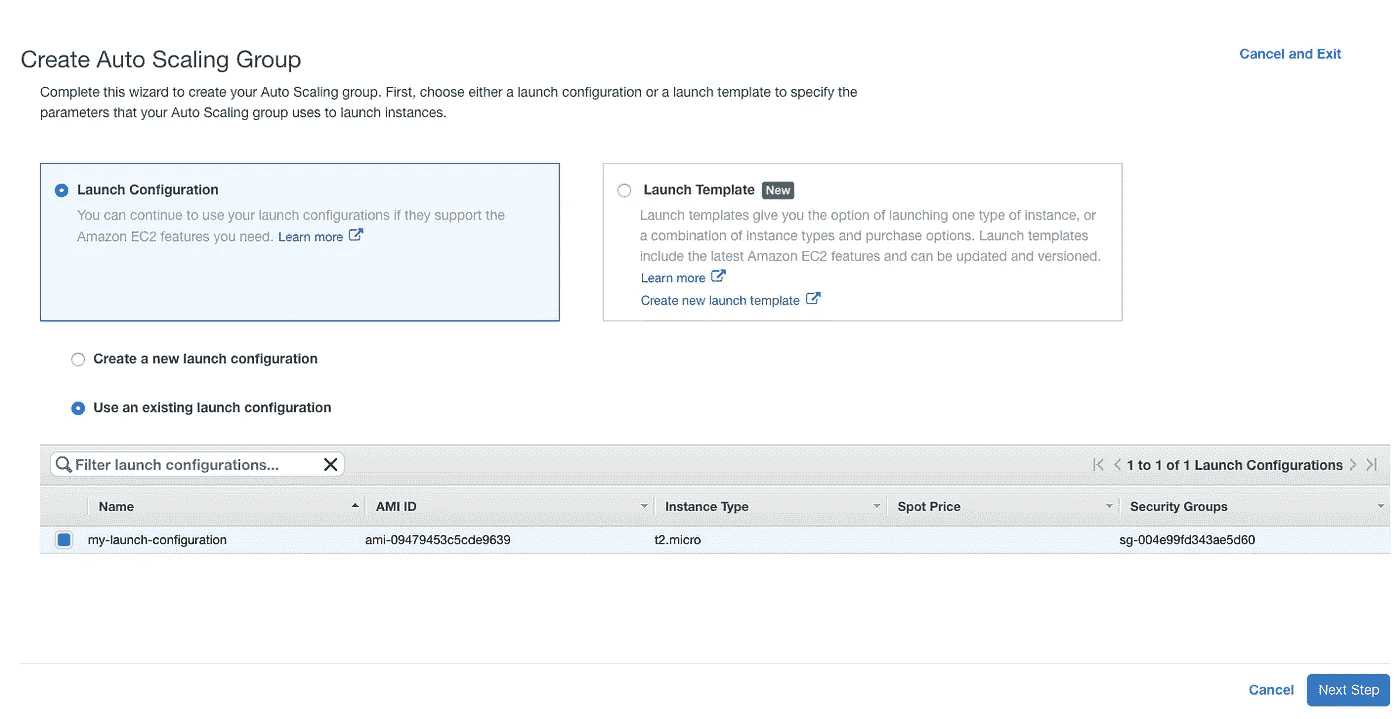 Create Auto Scaling Group
Cancel and Exit
Complete this wizard to create your Auto Scaling group. First, choose either a launch configuration or a launch template to specify the
parameters that your Auto Scaling group uses to launch instances.
Launch Configuration
You can continue to use your launch configurations if they support the
Amazon EC2 features you need. Learn more
Launch Template New
Launch templates give you the option of launching one type of instance, or
a combination of instance types and purchase options. Launch templates
include the latest Amazon EC2 features and can be updated and versioned.
Learn more
Create new launch template
Create a new launch configuration
Use an existing launch configuration
Filter launch configurations...
1 to 1 of 1 Launch Configurations
Name AMI ID Instance Type Spot Price Security Groups
my-launch-configuration ami-09479453c5cde9639 t2.micro sg-004e99fd343ae5d60
Cancel Next Step